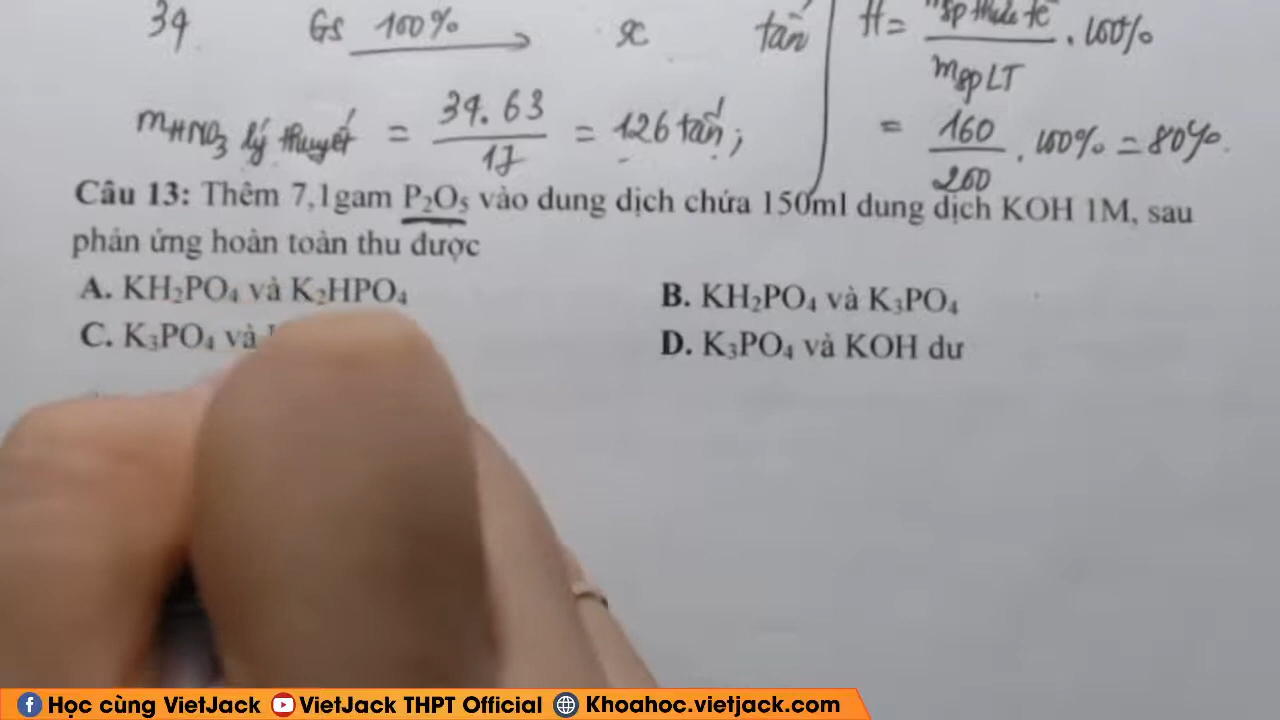 34 GS 100% x tấn H = msp thực tế / mspLT . 100%
mHNO3 lý thuyết = 34.63 / 17 = 126 tấn; = 160 / 200 . 100% = 80%.
Câu 13: Thêm 7,1gam P₂O₅ vào dung dịch chứa 150ml dung dịch KOH 1M, sau
phản ứng hoàn toàn thu được
A. KH₂PO₄ và K₂HPO₄ B. KH₂PO₄ và K₃PO₄
C. K₃PO₄ và D. K₃PO₄ và KOH dư
Học cùng VietJack VietJack THPT Official Khoahoc.vietjack.com